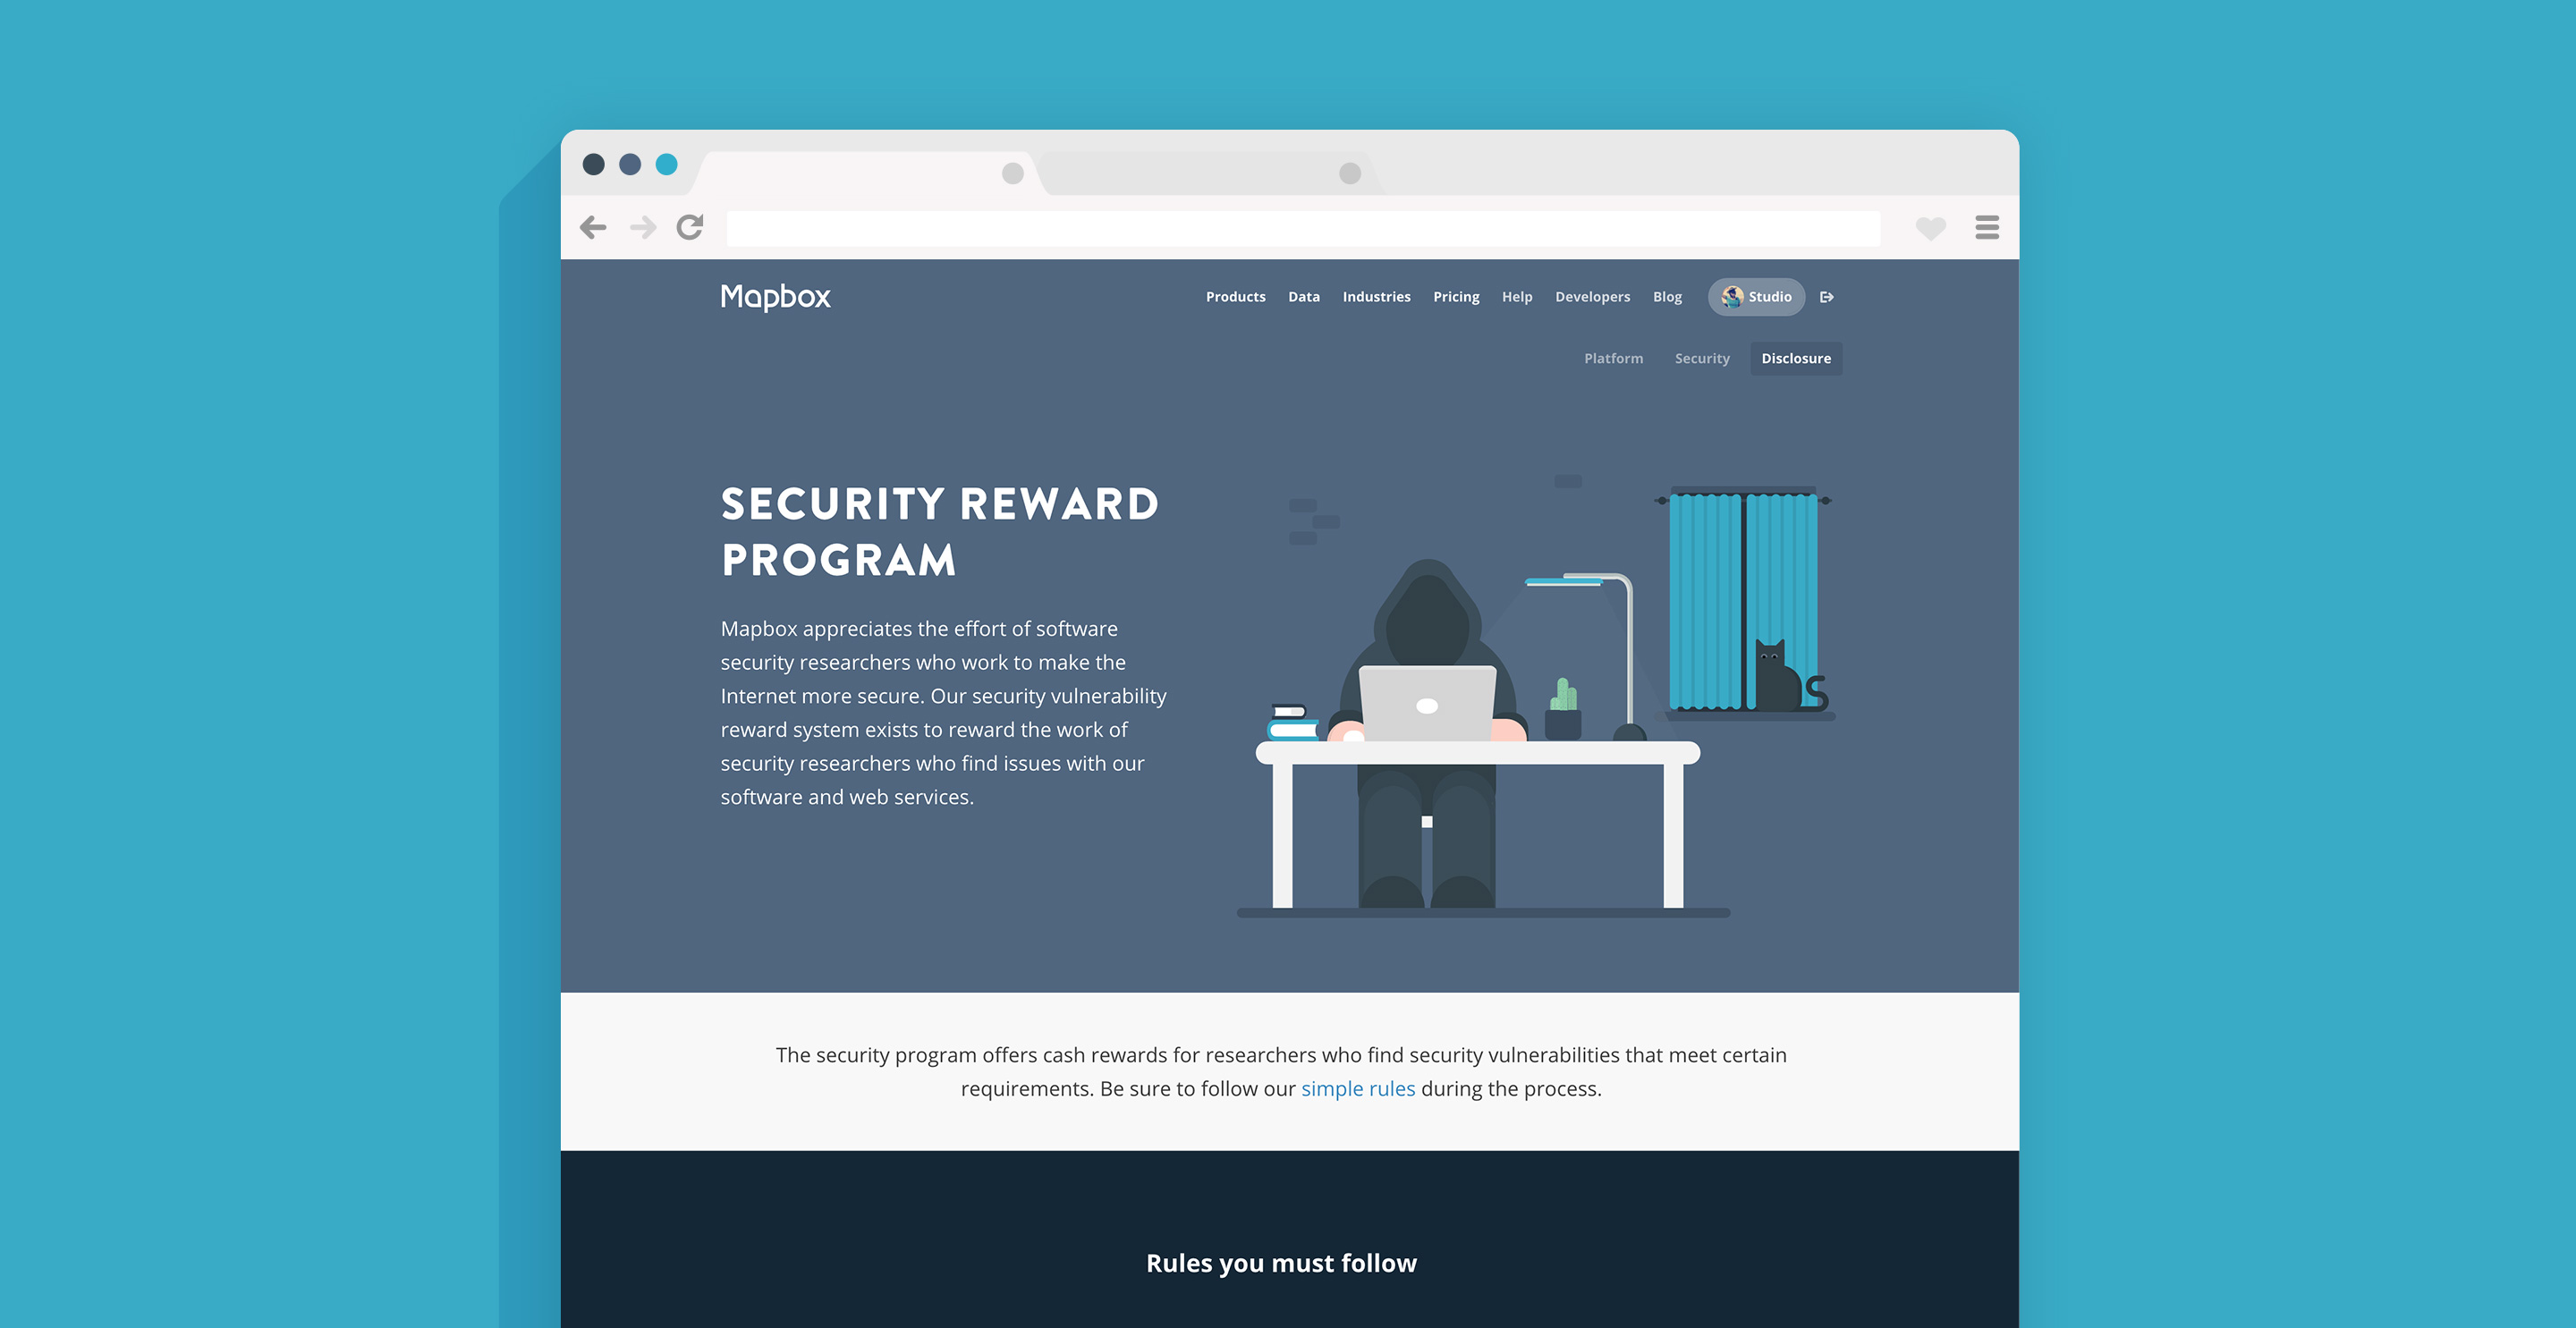 Mapbox
Products Data Industries Pricing Help Developers Blog Studio
Platform Security Disclosure
SECURITY REWARD
PROGRAM
Mapbox appreciates the effort of software
security researchers who work to make the
Internet more secure. Our security vulnerability
reward system exists to reward the work of
security researchers who find issues with our
software and web services.
The security program offers cash rewards for researchers who find security vulnerabilities that meet certain
requirements. Be sure to follow our simple rules during the process.
Rules you must follow